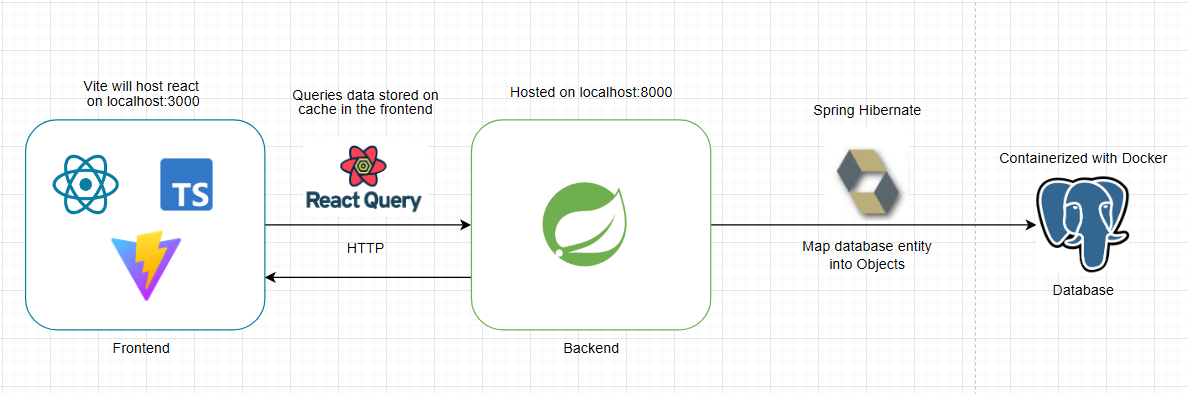 Vite will host react
on localhost:3000
Queries data stored on
cache in the frontend
Hosted on localhost:8000
Spring Hibernate
Containerized with Docker
TS
React Query
HTTP
Map database entity
into Objects
Database
Frontend
Backend